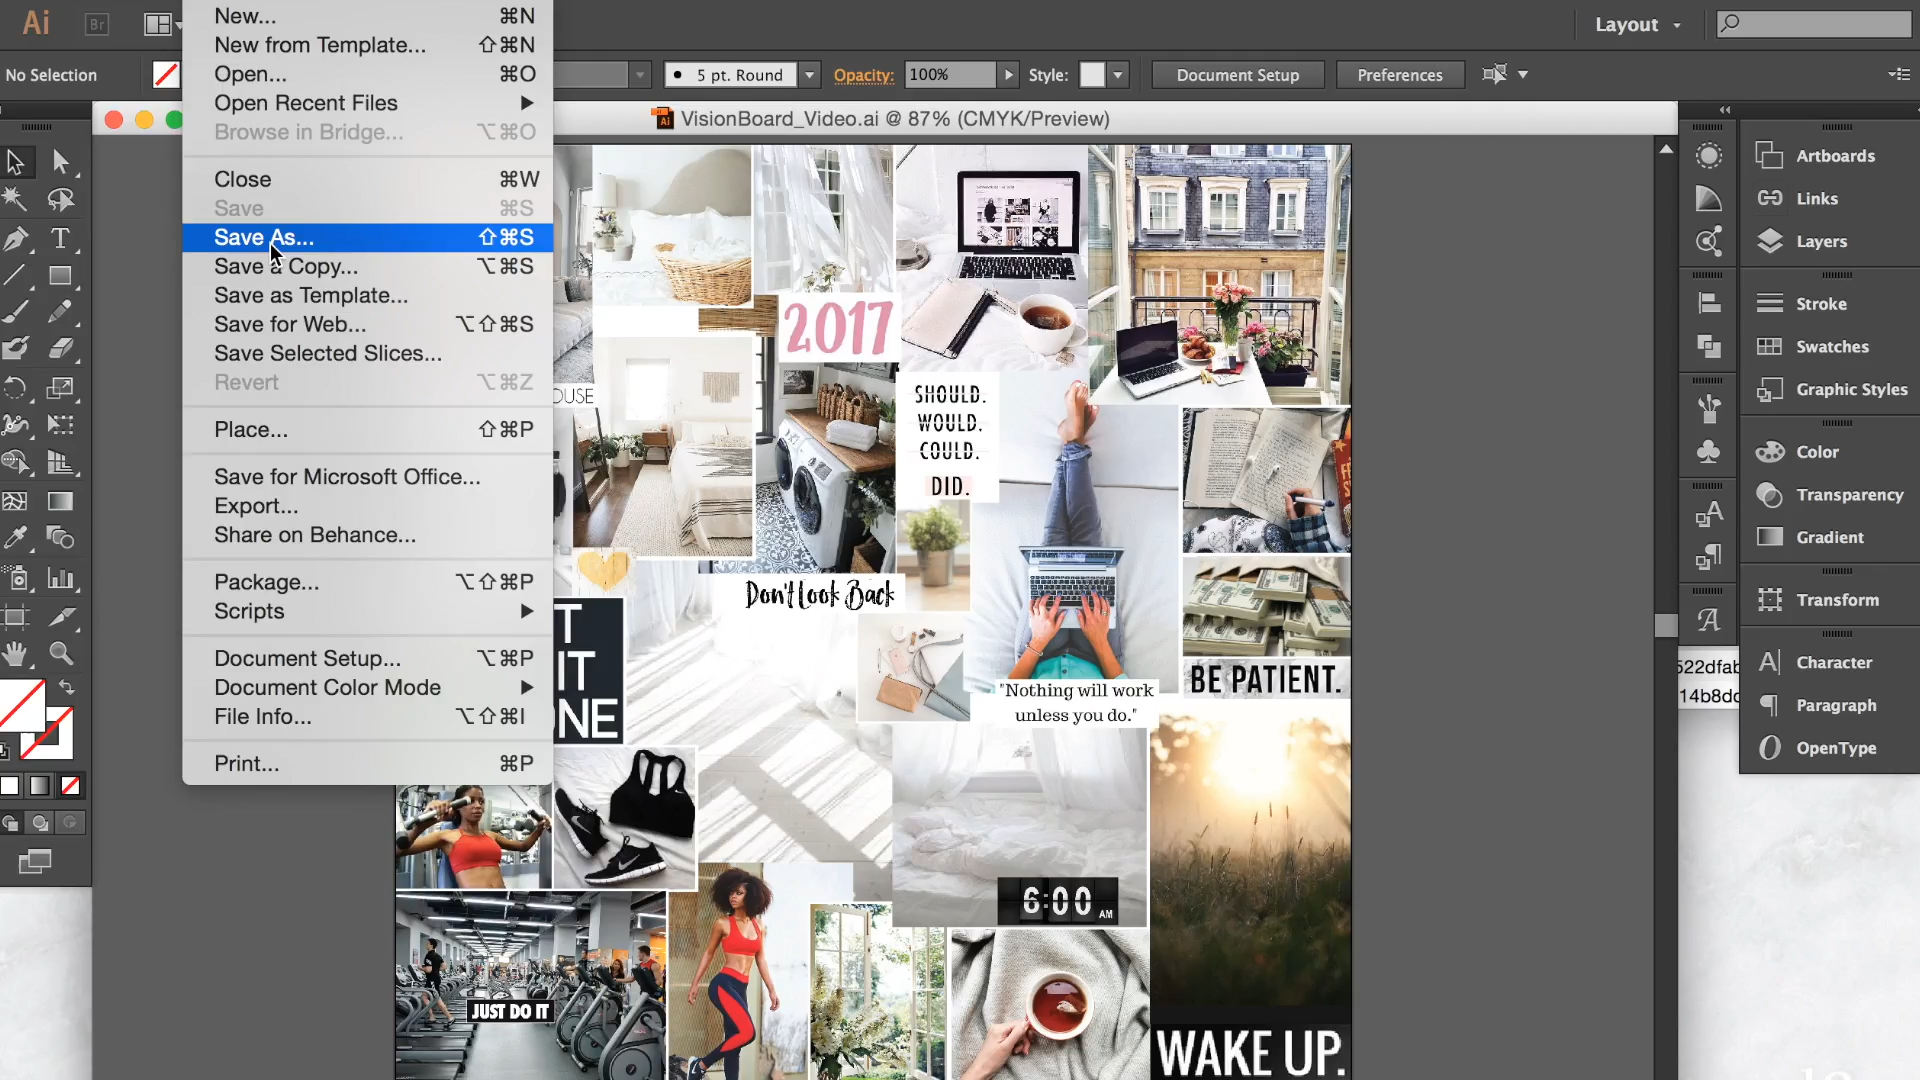 Ai
Br
Layout
No Selection
5 pt. Round
Opacity:
100%
Style:
Document Setup
Preferences
VisionBoard_Video.ai @ 87% (CMYK/Preview)
New... ⌘N
New from Template... ⇧⌘N
Open... ⌘O
Open Recent Files
Browse in Bridge... ⌥⌘O
Close ⌘W
Save ⌘S
Save As... ⇧⌘S
Save a Copy... ⌥⌘S
Save as Template...
Save for Web... ⌥⇧⌘S
Save Selected Slices...
Revert ⌥⌘Z
Place... ⇧⌘P
Save for Microsoft Office...
Export...
Share on Behance...
Package... ⌥⇧⌘P
Scripts
Document Setup... ⌥⌘P
Document Color Mode
File Info... ⌥⇧⌘I
Print... ⌘P
2017
SHOULD.
WOULD.
COULD.
DID.
OUSE
Don't Look Back
T
IT
NE
"Nothing will work
unless you do."
BE PATIENT.
6:00 AM
JUST DO IT
WAKE UP.
Artboards
Links
Layers
Stroke
Swatches
Graphic Styles
Color
Transparency
Gradient
Transform
Character
Paragraph
OpenType
522dfab
14b8dc